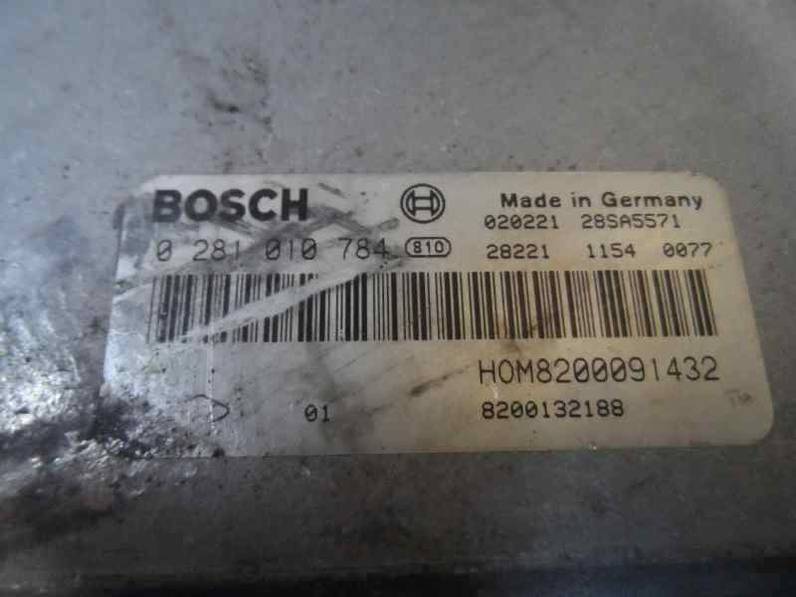 BOSCH Made in Germany
020221 28SA5571
0 281 010 784 810 28221 1154 0077
HOM8200091432
01 8200132188